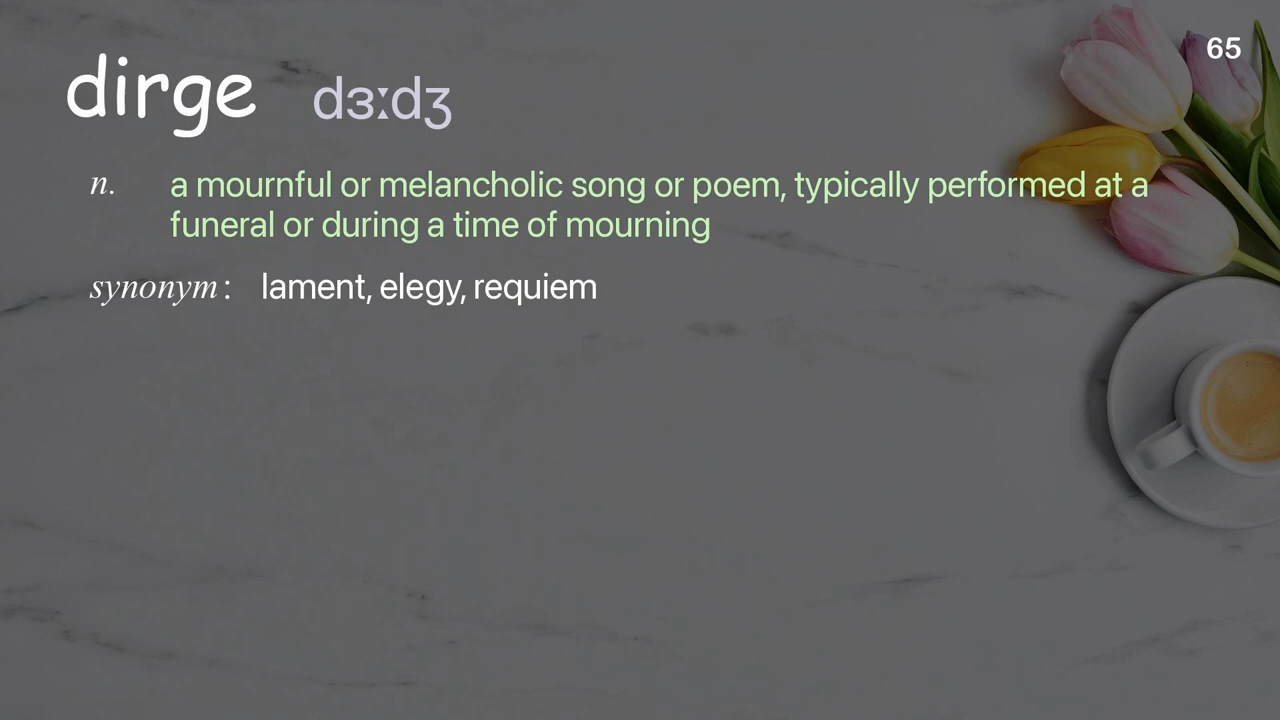 65
dirge dɜːdʒ
n. a mournful or melancholic song or poem, typically performed at a
funeral or during a time of mourning
synonym: lament, elegy, requiem